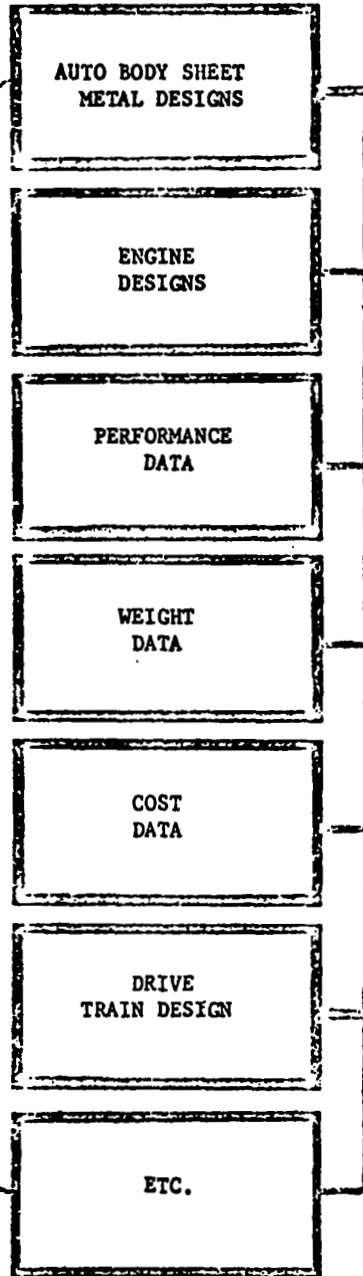 AUTO BODY SHEET
METAL DESIGNS
ENGINE
DESIGNS
PERFORMANCE
DATA
WEIGHT
DATA
COST
DATA
DRIVE
TRAIN DESIGN
ETC.